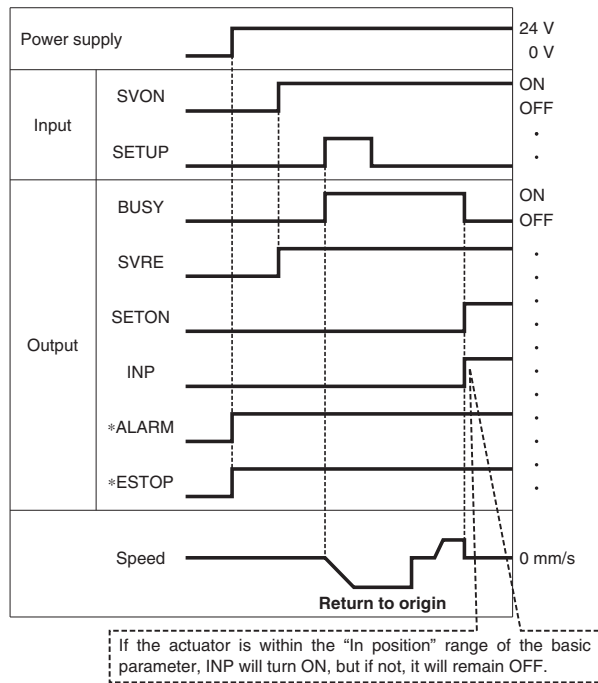 Power supply
24 V
0 V
Input
SVON
ON
OFF
SETUP
Output
BUSY
ON
OFF
SVRE
SETON
INP
*ALARM
*ESTOP
Speed
0 mm/s
Return to origin
If the actuator is within the “In position” range of the basic
parameter, INP will turn ON, but if not, it will remain OFF.